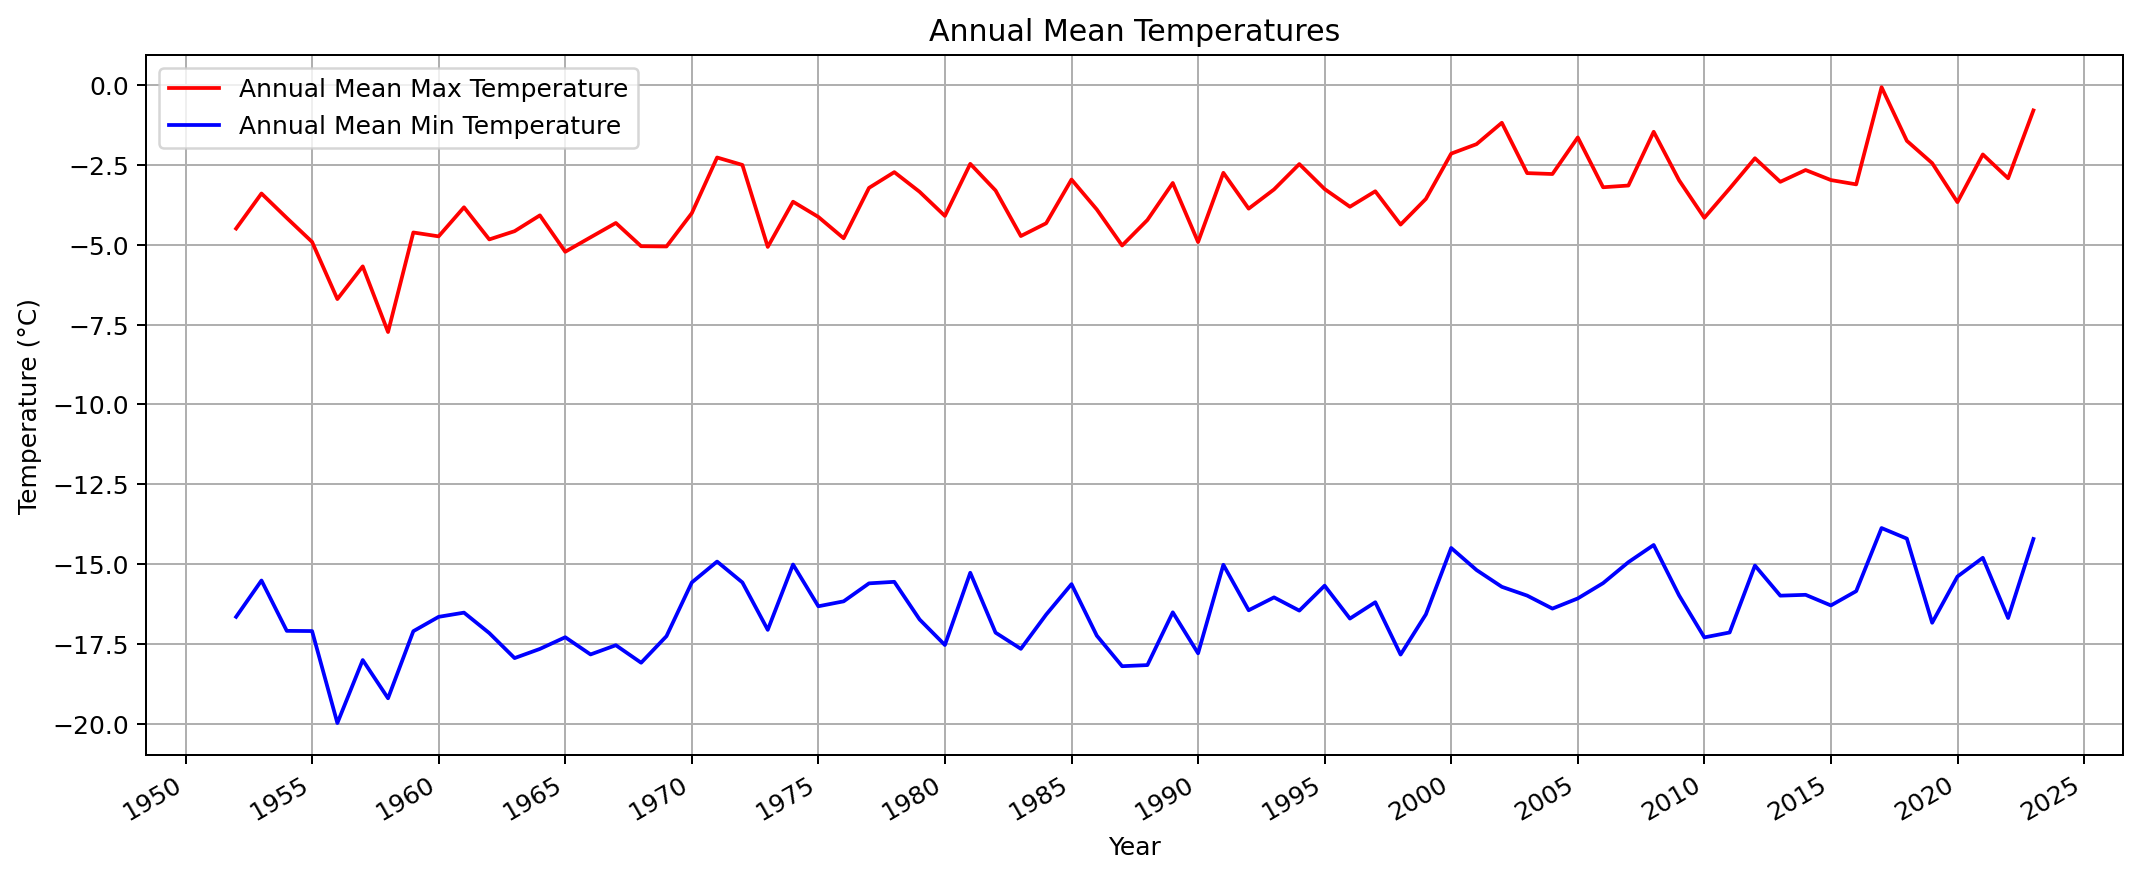 Annual Mean Temperatures
Annual Mean Max Temperature
Annual Mean Min Temperature
Temperature (°C)
0.0
−2.5
−5.0
−7.5
−10.0
−12.5
−15.0
−17.5
−20.0
1950 1955 1960 1965 1970 1975 1980 1985 1990 1995 2000 2005 2010 2015 2020 2025
Year